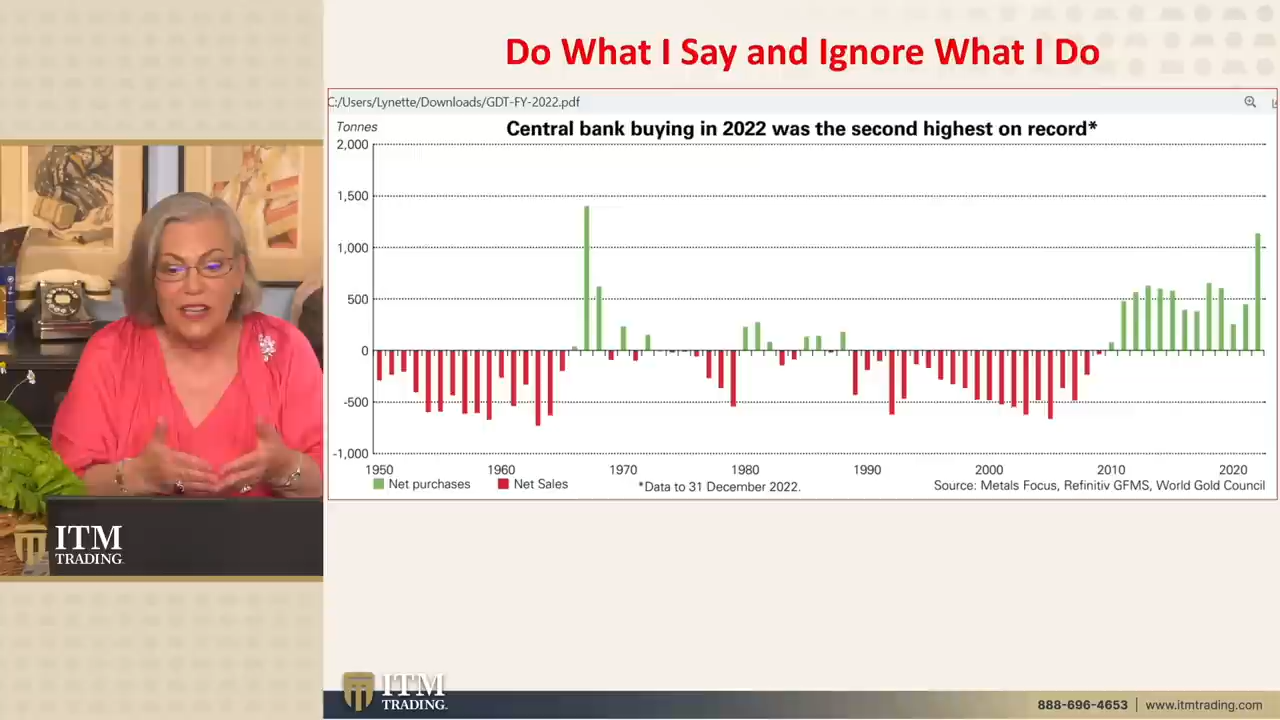 Do What I Say and Ignore What I Do
C:/Users/Lynette/Downloads/GDT-FY-2022.pdf
Tonnes
Central bank buying in 2022 was the second highest on record*
2,000
1,500
1,000
500
0
-500
-1,000
1950 1960 1970 1980 1990 2000 2010 2020
Net purchases Net Sales *Data to 31 December 2022. Source: Metals Focus, Refinitiv GFMS, World Gold Council
ITM
TRADING
ITM
TRADING.
888-696-4653 | www.itmtrading.com